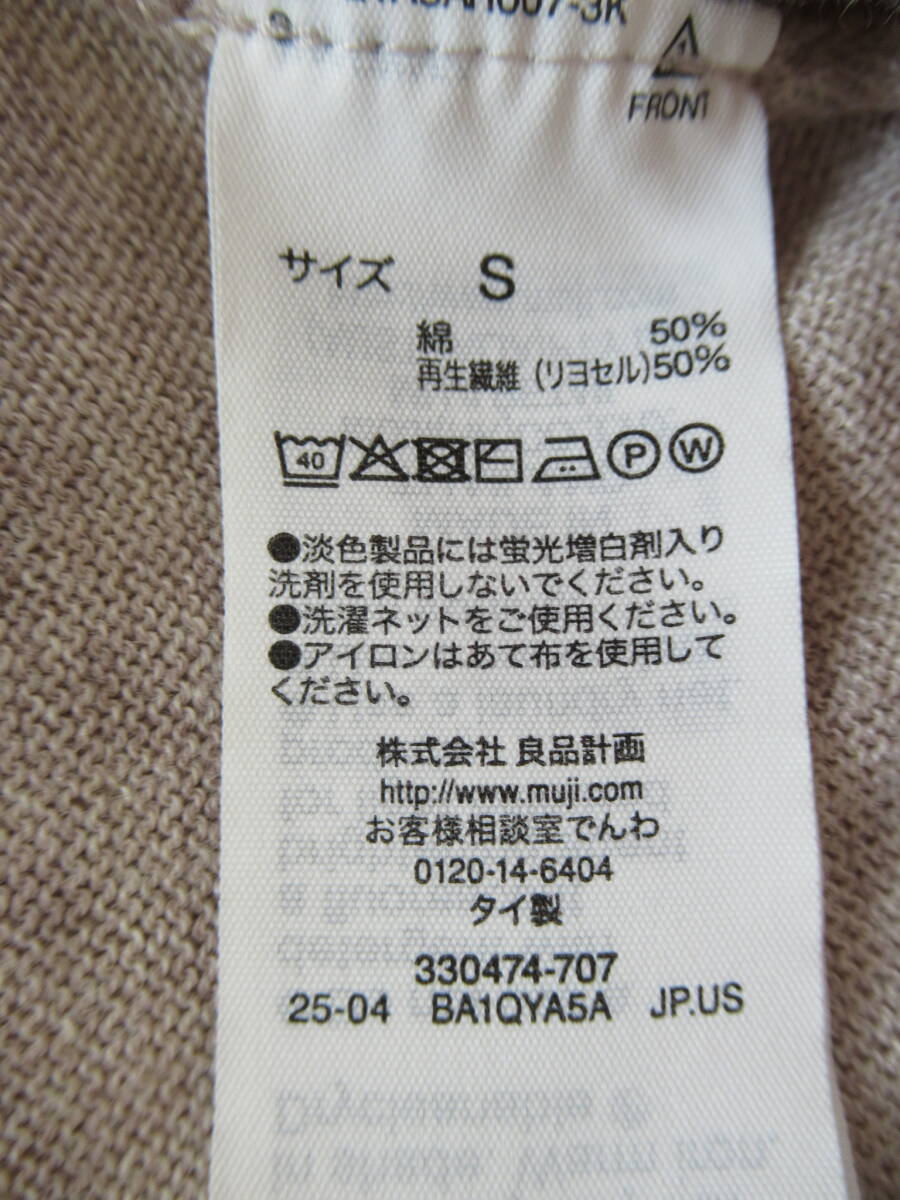 FRONT
サイズ S
綿 50%
再生繊維 (リヨセル)50%
40 P W
●淡色製品には蛍光増白剤入り
洗剤を使用しないでください。
●洗濯ネットをご使用ください。
●アイロンはあて布を使用して
ください。
株式会社 良品計画
http://www.muji.com
お客様相談室でんわ
0120-14-6404
タイ製
330474-707
25-04 BA1QYA5A JP.US